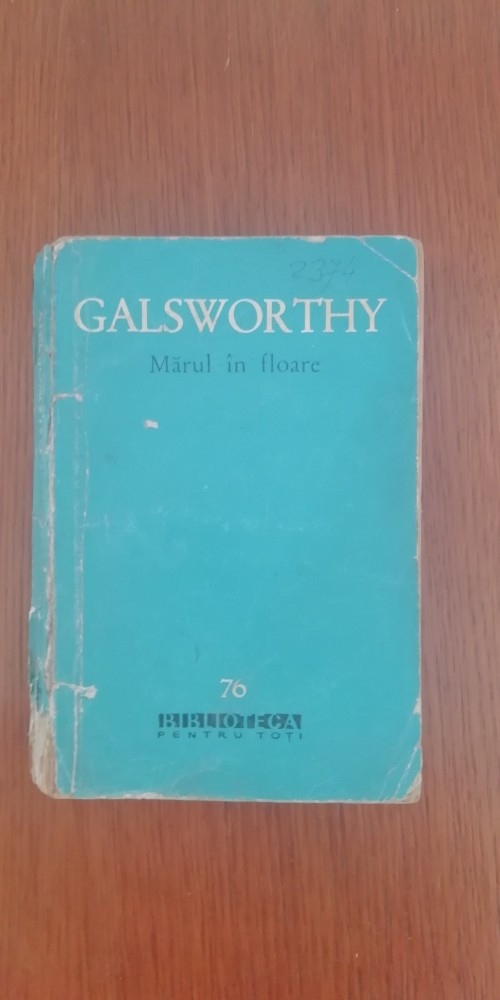 2374
GALSWORTHY
Mărul în floare
76
BIBLIOTECA
PENTRU TOȚI